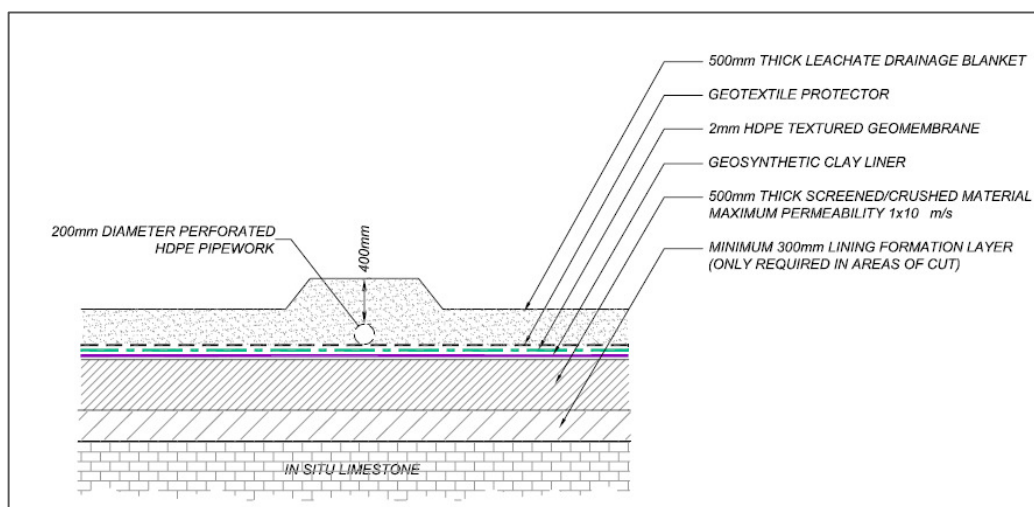 500mm THICK LEACHATE DRAINAGE BLANKET
GEOTEXTILE PROTECTOR
2mm HDPE TEXTURED GEOMEMBRANE
GEOSYNTHETIC CLAY LINER
500mm THICK SCREENED/CRUSHED MATERIAL
MAXIMUM PERMEABILITY 1x10 m/s
MINIMUM 300mm LINING FORMATION LAYER
(ONLY REQUIRED IN AREAS OF CUT)
200mm DIAMETER PERFORATED
HDPE PIPEWORK
400mm
IN SITU LIMESTONE